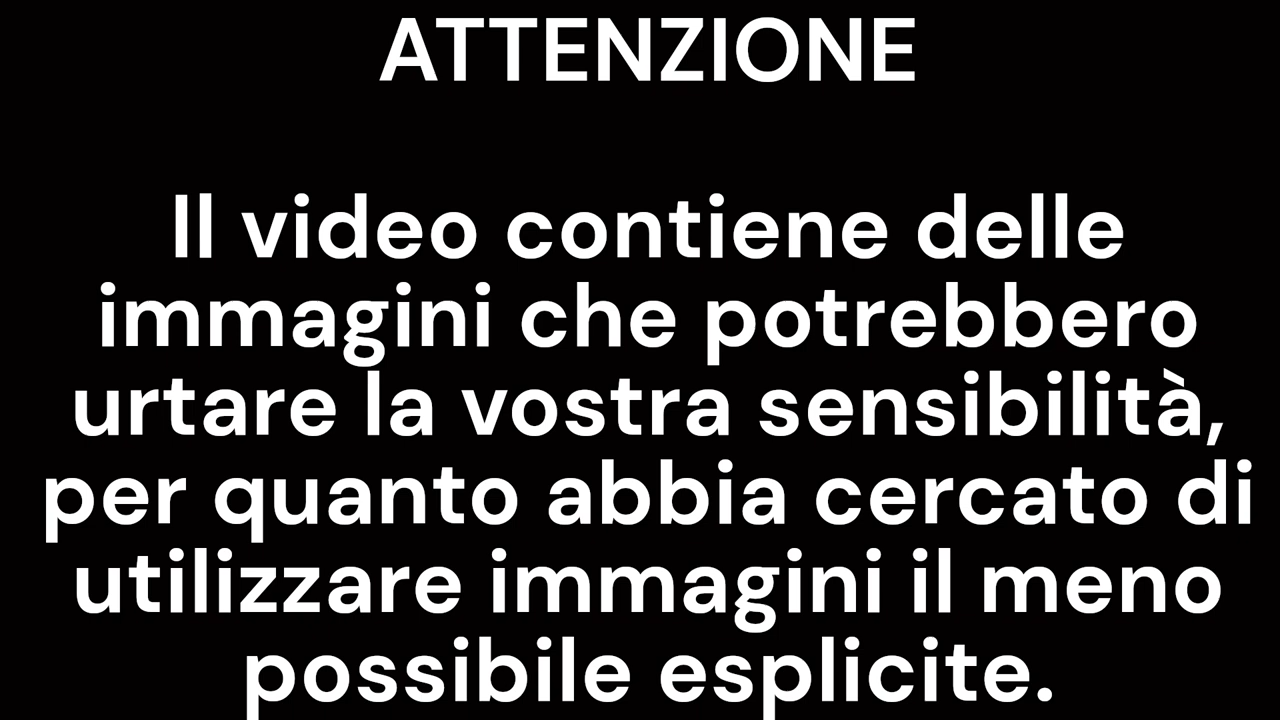 ATTENZIONE
Il video contiene delle
immagini che potrebbero
urtare la vostra sensibilità,
per quanto abbia cercato di
utilizzare immagini il meno
possibile esplicite.